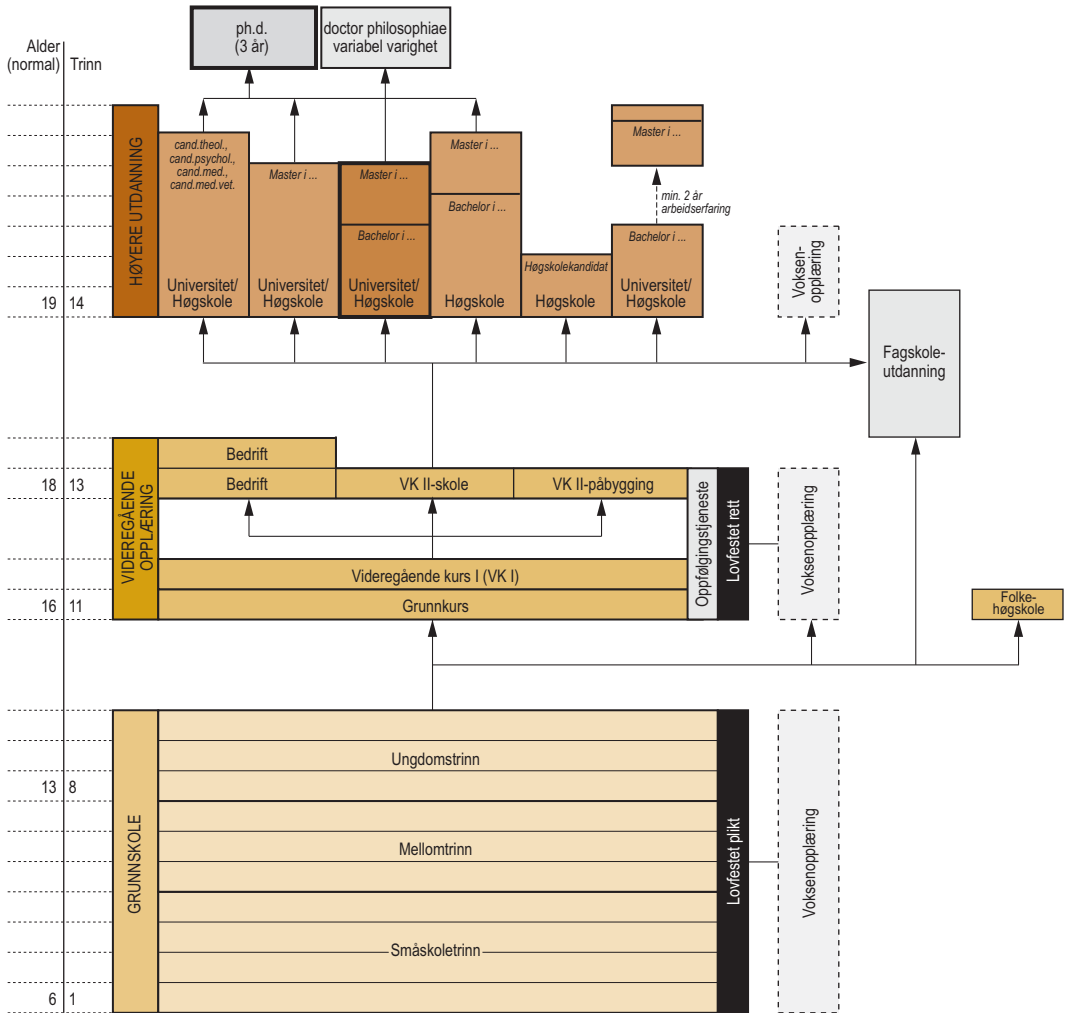 ph.d.
(3 år)
doctor philosophiae
variabel varighet
Alder
(normal)
Trinn
HØYERE UTDANNING
cand.theol.,
cand.psychol.,
cand.med.,
cand.med.vet.
Universitet/
Høgskole
Master i ...
Universitet/
Høgskole
Master i ...
Bachelor i ...
Universitet/
Høgskole
Master i ...
Bachelor i ...
Høgskole
Høgskolekandidat
Høgskole
Master i ...
min. 2 år
arbeidserfaring
Bachelor i ...
Universitet/
Høgskole
Voksen-
opplæring
19 14
Fagskole-
utdanning
VIDEREGÅENDE
OPPLÆRING
Bedrift
18 13
Bedrift
VK II-skole
VK II-påbygging
Videregående kurs I (VK I)
16 11
Grunnkurs
Oppfølgingstjeneste
Lovfestet rett
Voksenopplæring
Folke-
høgskole
GRUNNSKOLE
Ungdomstrinn
13 8
Mellomtrinn
Småskoletrinn
6 1
Lovfestet plikt
Voksenopplæring